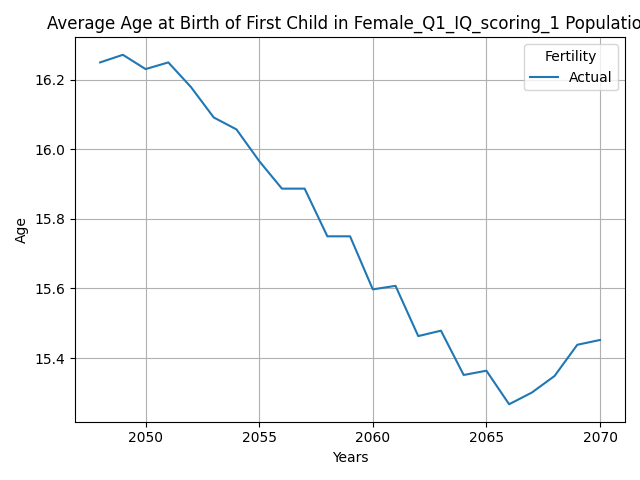 Average Age at Birth of First Child in Female_Q1_IQ_scoring_1 Populatio
Fertility
Actual
Age
16.2
16.0
15.8
15.6
15.4
2050 2055 2060 2065 2070
Years